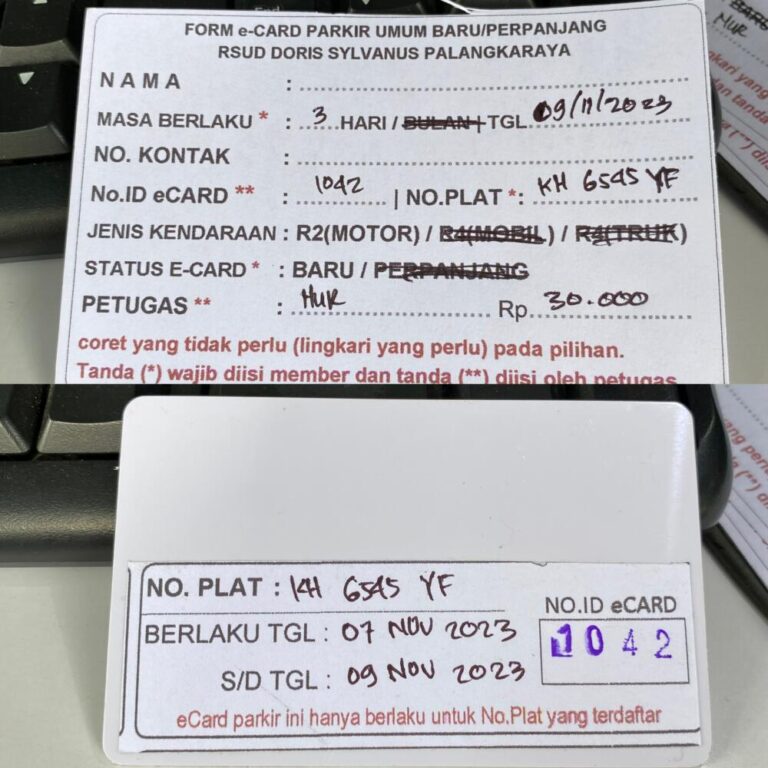 FORM e-CARD PARKIR UMUM BARU/PERPANJANG
RSUD DORIS SYLVANUS PALANGKARAYA
NAMA :
MASA BERLAKU * : 3 HARI / BULAN | TGL 09/11/2023
NO. KONTAK :
No.ID eCARD ** : 1042 | NO.PLAT *: KH 6545 YF
JENIS KENDARAAN : R2(MOTOR) / R4(MOBIL) / R4(TRUK)
STATUS E-CARD * : BARU / PERPANJANG
PETUGAS ** : HUR Rp. 30.000
coret yang tidak perlu (lingkari yang perlu) pada pilihan.
Tanda (*) wajib diisi member dan tanda (**) diisi oleh petugas
NO. PLAT : KH 6545 YF
NO.ID eCARD
BERLAKU TGL : 07 NOV 2023
1042
S/D TGL : 09 NOV 2023
eCard parkir ini hanya berlaku untuk No.Plat yang terdaftar